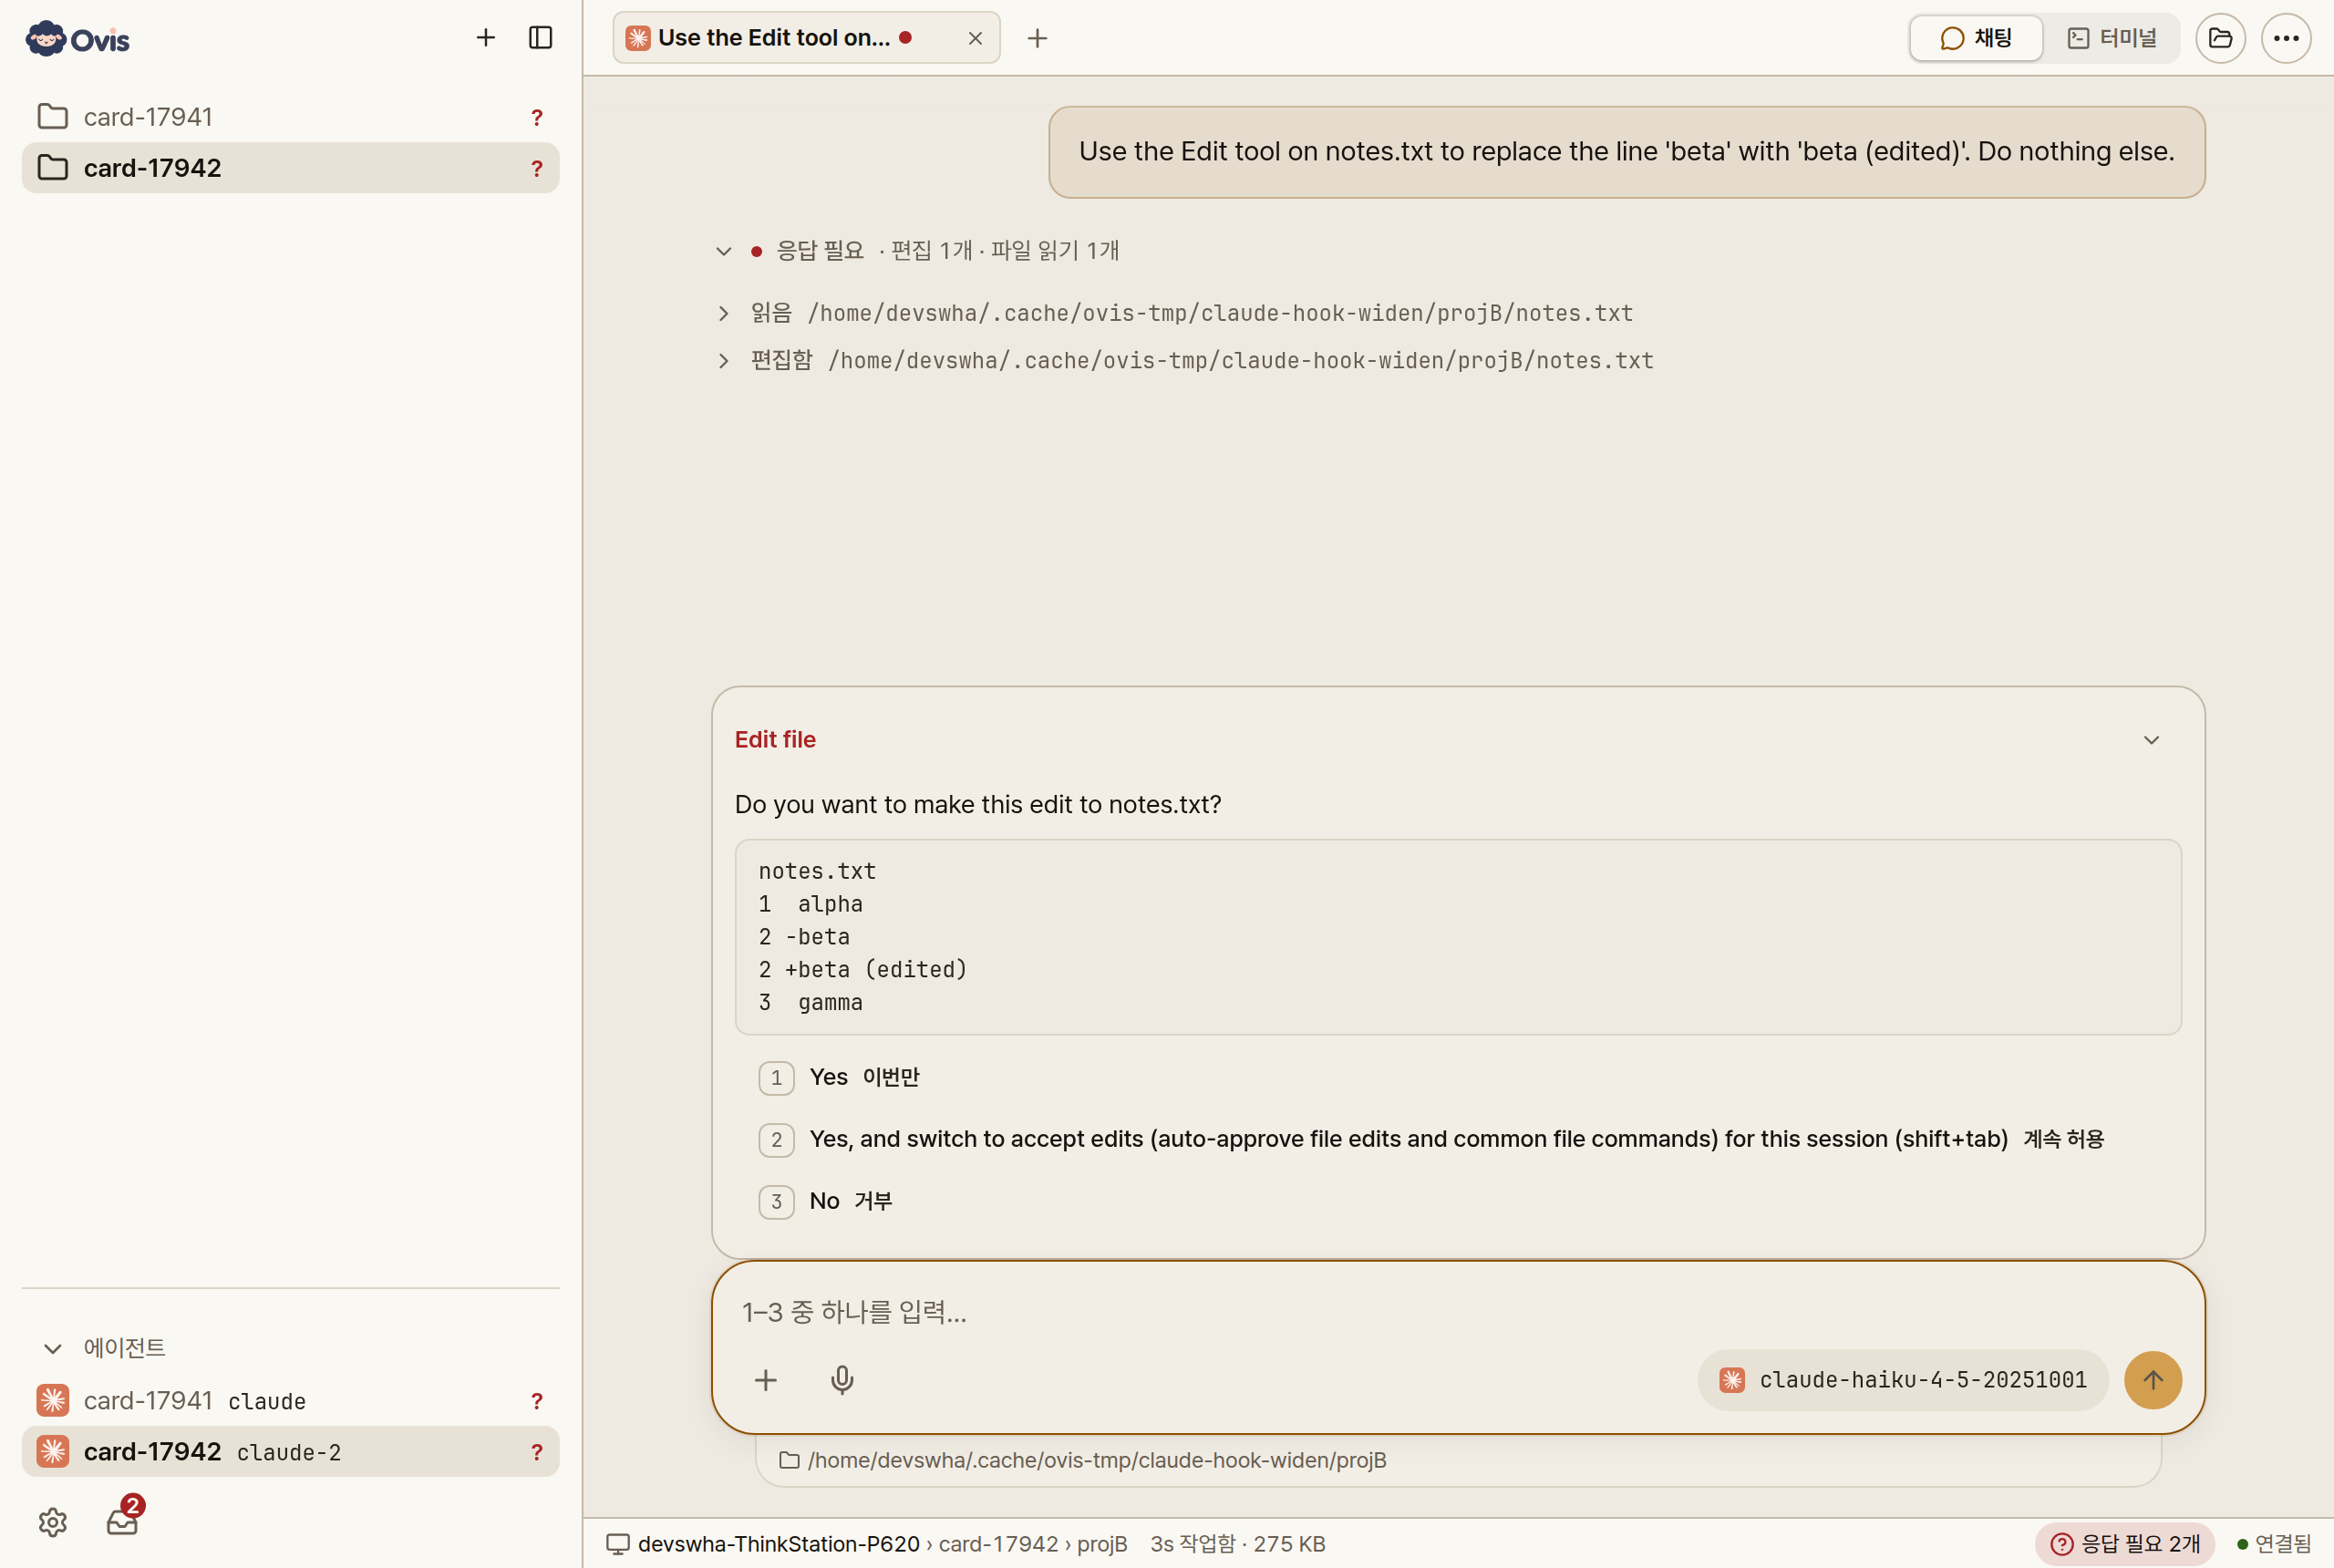 Ovis
card-17941 ?
card-17942 ?
에이전트
card-17941 claude ?
card-17942 claude-2 ?
2
Use the Edit tool on...
채팅
터미널
Use the Edit tool on notes.txt to replace the line 'beta' with 'beta (edited)'. Do nothing else.
응답 필요 · 편집 1개 · 파일 읽기 1개
읽음 /home/devswha/.cache/ovis-tmp/claude-hook-widen/projB/notes.txt
편집함 /home/devswha/.cache/ovis-tmp/claude-hook-widen/projB/notes.txt
Edit file
Do you want to make this edit to notes.txt?
notes.txt
1  alpha
2 -beta
2 +beta (edited)
3  gamma
1 Yes 이번만
2 Yes, and switch to accept edits (auto-approve file edits and common file commands) for this session (shift+tab) 계속 허용
3 No 거부
1–3 중 하나를 입력...
claude-haiku-4-5-20251001
/home/devswha/.cache/ovis-tmp/claude-hook-widen/projB
devswha-ThinkStation-P620 › card-17942 › projB 3s 작업함 · 275 KB
응답 필요 2개
연결됨